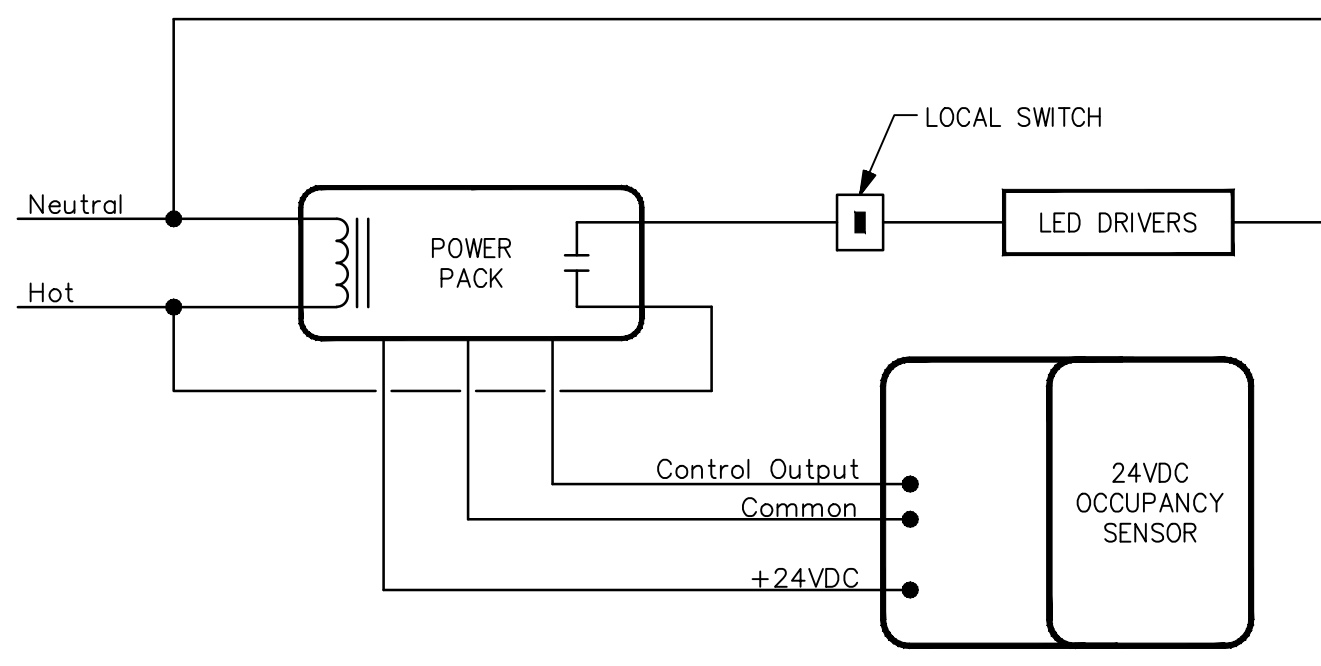 LOCAL SWITCH
Neutral
POWER
PACK
LED DRIVERS
Hot
Control Output
Common
+24VDC
24VDC
OCCUPANCY
SENSOR